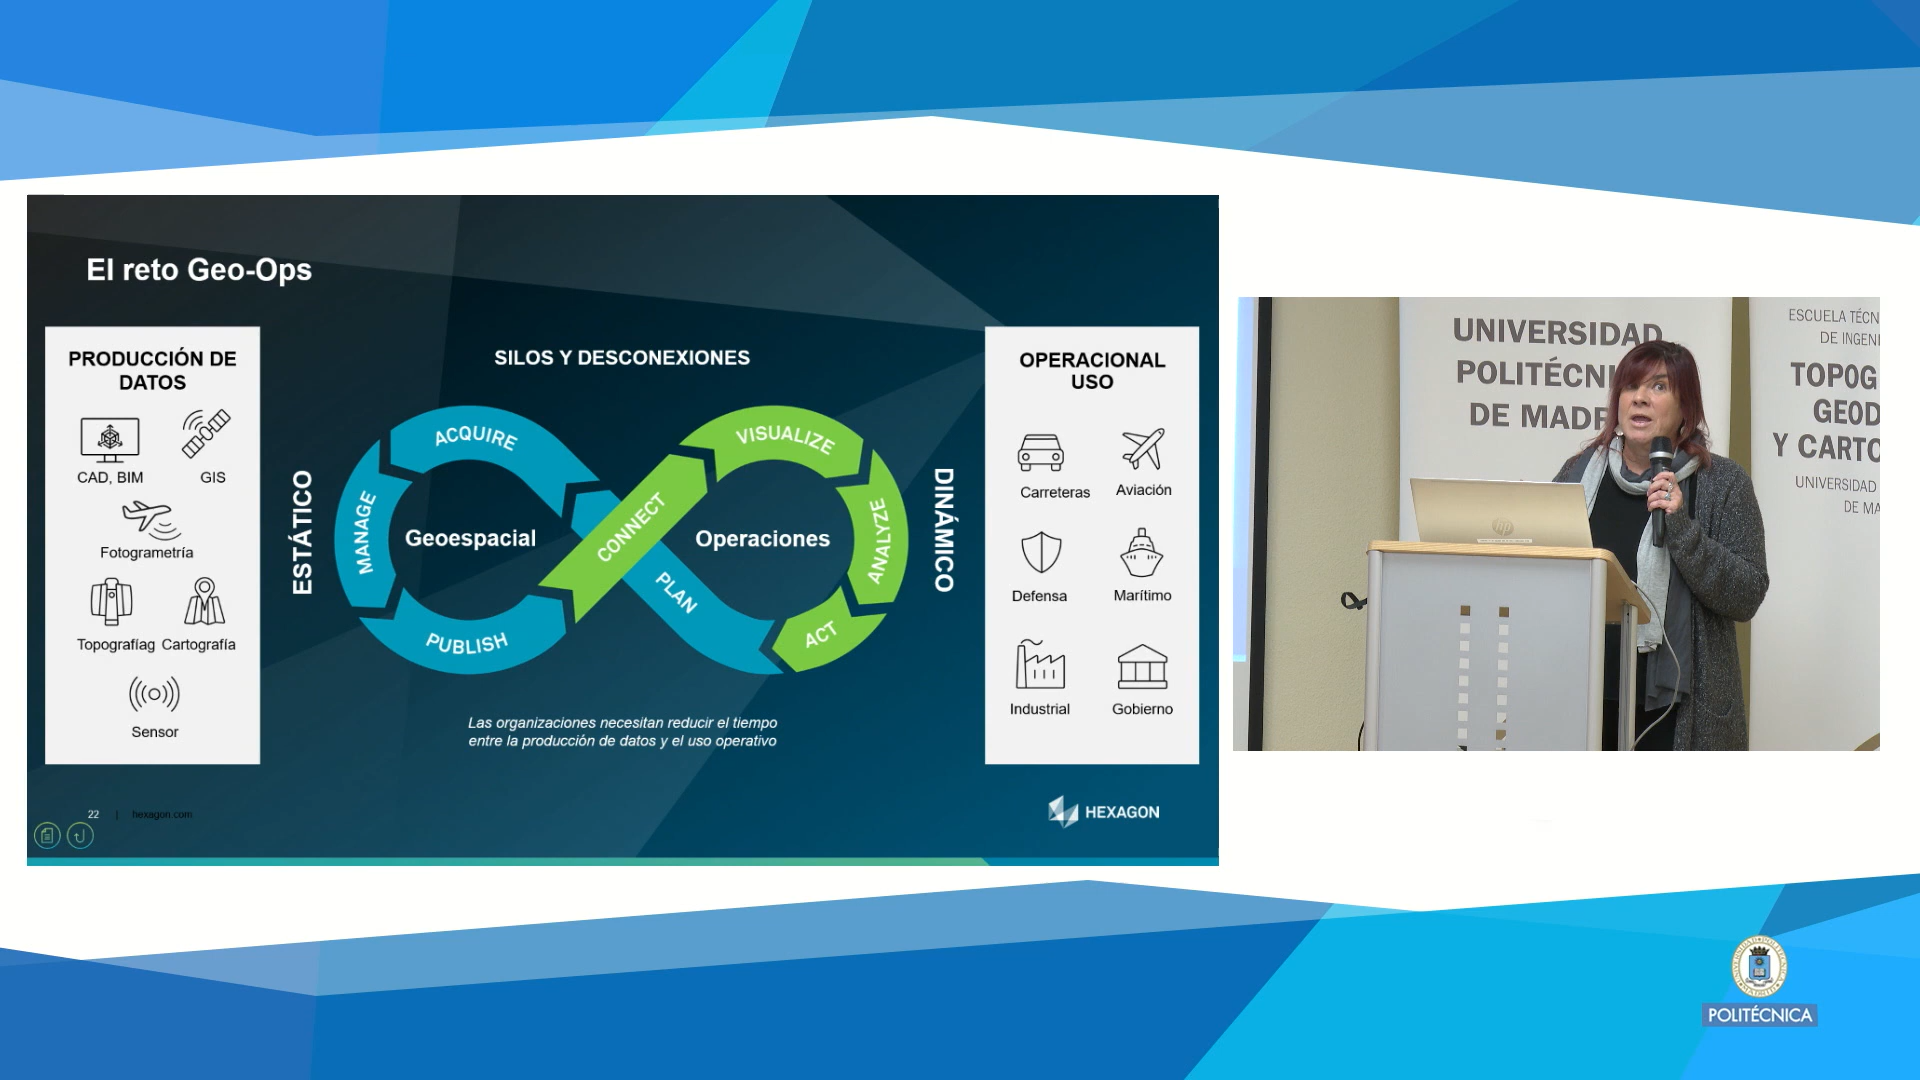 El reto Geo-Ops
PRODUCCIÓN DE
DATOS
CAD, BIM
GIS
Fotogrametría
Topografíag
Cartografía
Sensor
SILOS Y DESCONEXIONES
ESTÁTICO
MANAGE
ACQUIRE
Geoespacial
PUBLISH
CONNECT
PLAN
VISUALIZE
Operaciones
ANALYZE
ACT
DINÁMICO
Las organizaciones necesitan reducir el tiempo
entre la producción de datos y el uso operativo
OPERACIONAL
USO
Carreteras
Aviación
Defensa
Marítimo
Industrial
Gobierno
22 | hexagon.com
HEXAGON
UNIVERSIDAD
POLITÉCNI
DE MADR
ESCUELA TÉCN
DE INGENI
TOPOG
GEOD
Y CARTO
UNIVERSIDAD
DE MA
hp
POLITÉCNICA